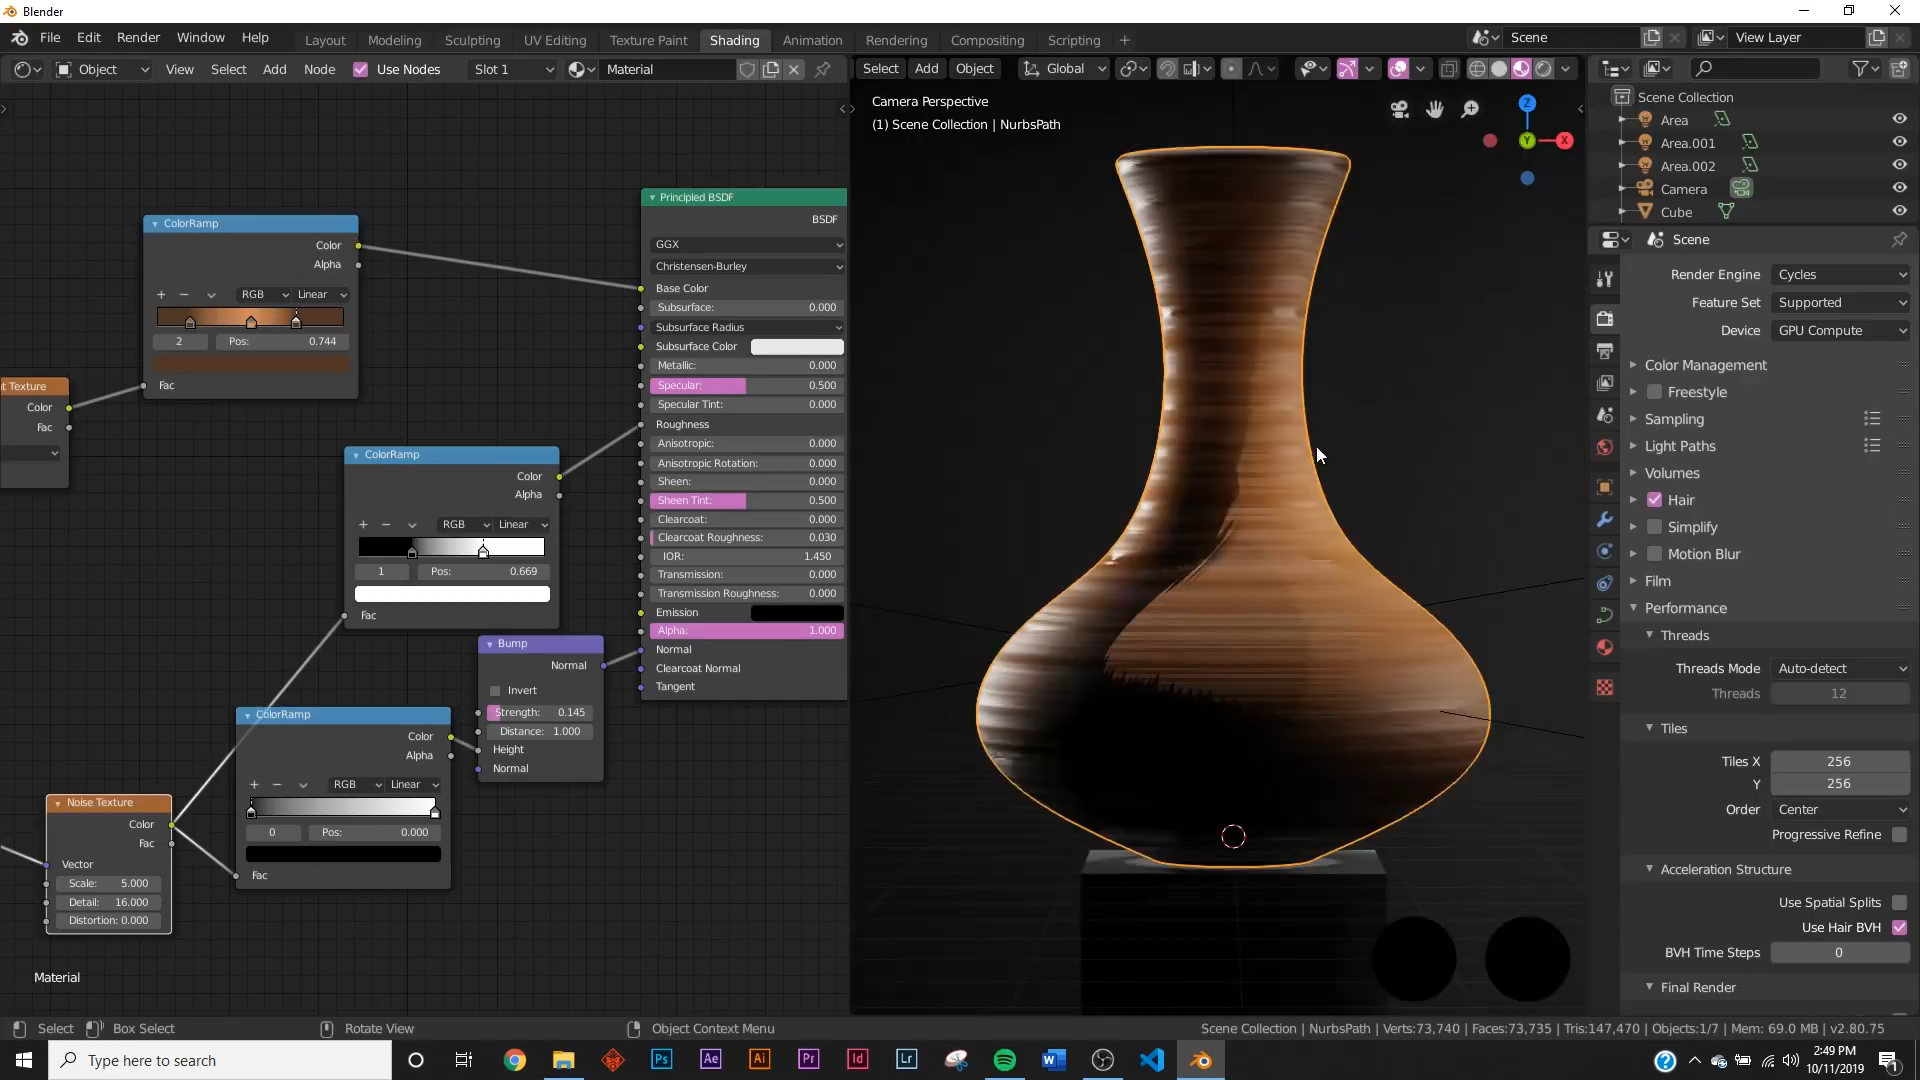 Blender
File Edit Render Window Help Layout Modeling Sculpting UV Editing Texture Paint Shading Animation Rendering Compositing Scripting + Scene View Layer
Object View Select Add Node Use Nodes Slot 1 Material
Select Add Object Global
Camera Perspective
(1) Scene Collection | NurbsPath
Z
Y
X
Scene Collection
Area
Area.001
Area.002
Camera
Cube
Scene
Render Engine Cycles
Feature Set Supported
Device GPU Compute
Color Management
Freestyle
Sampling
Light Paths
Volumes
Hair
Simplify
Motion Blur
Film
Performance
Threads
Threads Mode Auto-detect
Threads 12
Tiles
Tiles X 256
Y 256
Order Center
Progressive Refine
Acceleration Structure
Use Spatial Splits
Use Hair BVH
BVH Time Steps 0
Final Render
ColorRamp
Color
Alpha
RGB Linear
2 Pos: 0.744
Fac
t Texture
Color
Fac
ColorRamp
Color
Alpha
RGB Linear
1 Pos: 0.669
Fac
ColorRamp
Color
Alpha
RGB Linear
0 Pos: 0.000
Fac
Noise Texture
Color
Fac
Vector
Scale: 5.000
Detail: 16.000
Distortion: 0.000
Bump
Normal
Invert
Strength: 0.145
Distance: 1.000
Height
Normal
Principled BSDF
BSDF
GGX
Christensen-Burley
Base Color
Subsurface: 0.000
Subsurface Radius
Subsurface Color
Metallic: 0.000
Specular: 0.500
Specular Tint: 0.000
Roughness
Anisotropic: 0.000
Anisotropic Rotation: 0.000
Sheen: 0.000
Sheen Tint: 0.500
Clearcoat: 0.000
Clearcoat Roughness: 0.030
IOR: 1.450
Transmission: 0.000
Transmission Roughness: 0.000
Emission
Alpha: 1.000
Normal
Clearcoat Normal
Tangent
Material
Select Box Select Rotate View Object Context Menu Scene Collection | NurbsPath | Verts:73,740 | Faces:73,735 | Tris:147,470 | Objects:1/7 | Mem: 69.0 MB | v2.80.75
Type here to search
Ps Ae Ai Pr Id Lr
2:49 PM
10/11/2019
1